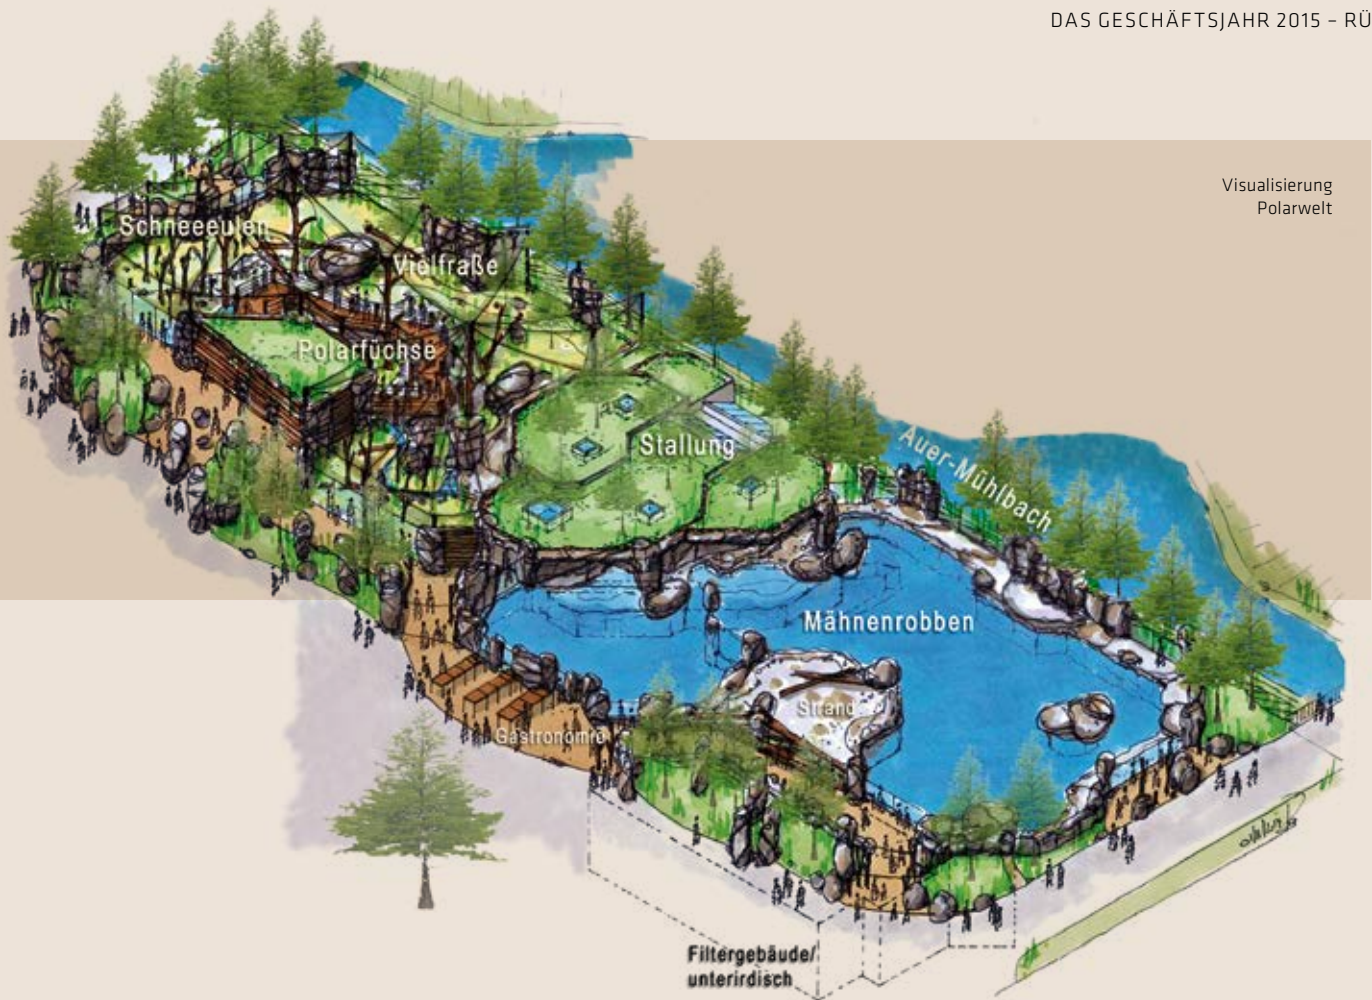 DAS GESCHÄFTSJAHR 2015 – RÜ
Visualisierung
Polarwelt
Schneeeulen
Vielfraße
Polarfüchse
Stallung
Auer-Mühlbach
Mähnenrobben
Strand
Gastronomie
Filtergebäude/
unterirdisch